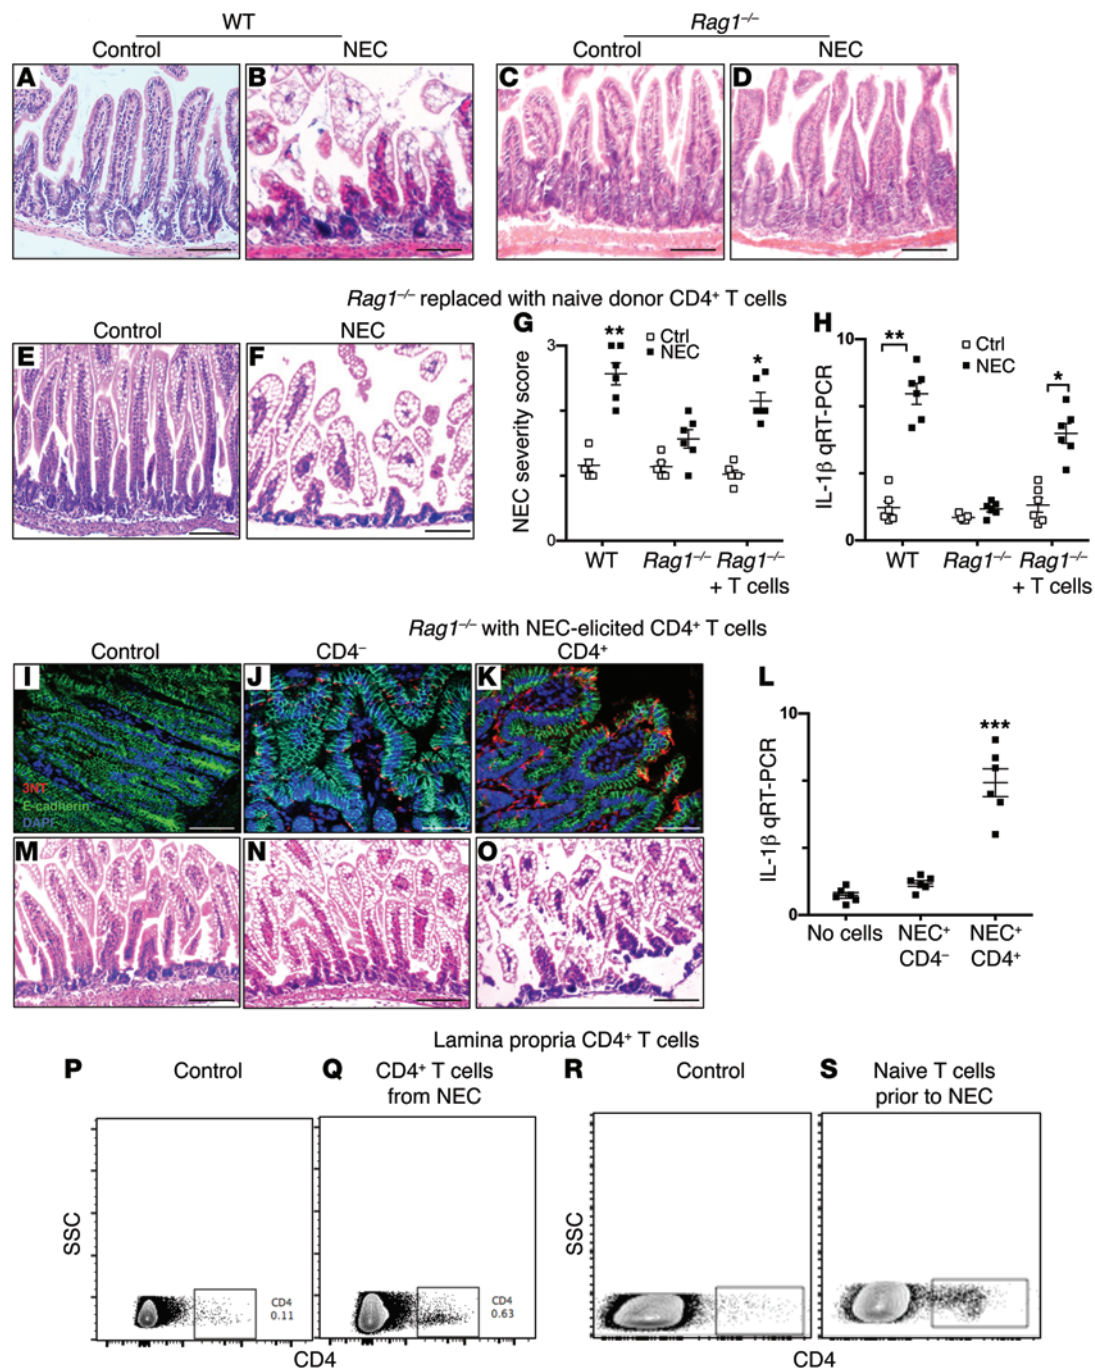 WT
Rag1–/–
Control
NEC
Control
NEC
A
B
C
D
Rag1–/– replaced with naive donor CD4+ T cells
Control
NEC
E
F
G
3
0
NEC severity score
Ctrl
NEC
**
*
WT
Rag1–/–
Rag1–/–
+ T cells
H
10
0
IL-1β qRT-PCR
Ctrl
NEC
**
*
WT
Rag1–/–
Rag1–/–
+ T cells
Rag1–/– with NEC-elicited CD4+ T cells
Control
CD4–
CD4+
I
3NT
E-cadherin
DAPI
J
K
L
10
0
IL-1β qRT-PCR
***
No cells
NEC+
CD4–
NEC+
CD4+
M
N
O
Lamina propria CD4+ T cells
P
Control
Q
CD4+ T cells
from NEC
R
Control
S
Naive T cells
prior to NEC
SSC
CD4
0.11
CD4
0.63
CD4
SSC
CD4